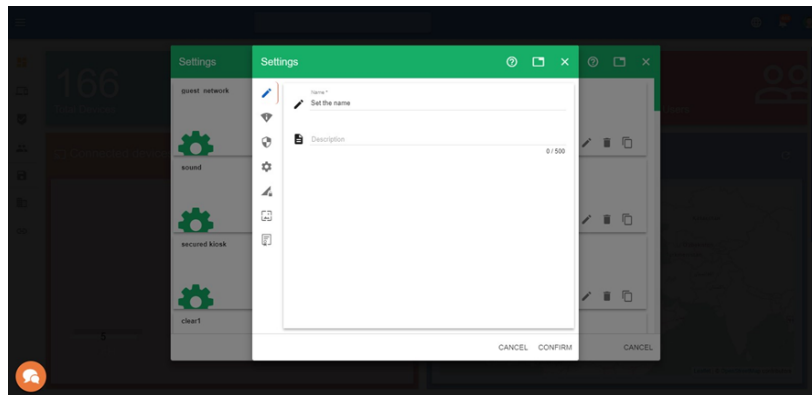 166
Settings
Settings
guest network
Name *
Set the name
Description
0 / 500
sound
secured kiosk
clear1
3
CANCEL
CONFIRM
CANCEL